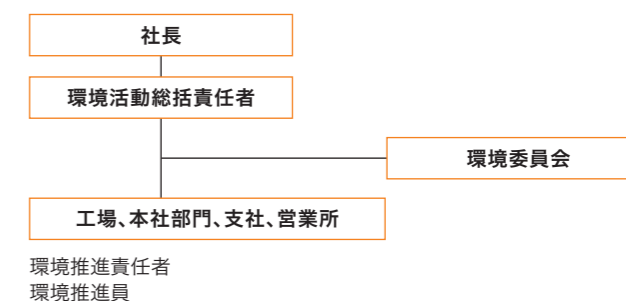 社長
環境活動総括責任者
環境委員会
工場、本社部門、支社、営業所
環境推進責任者
環境推進員